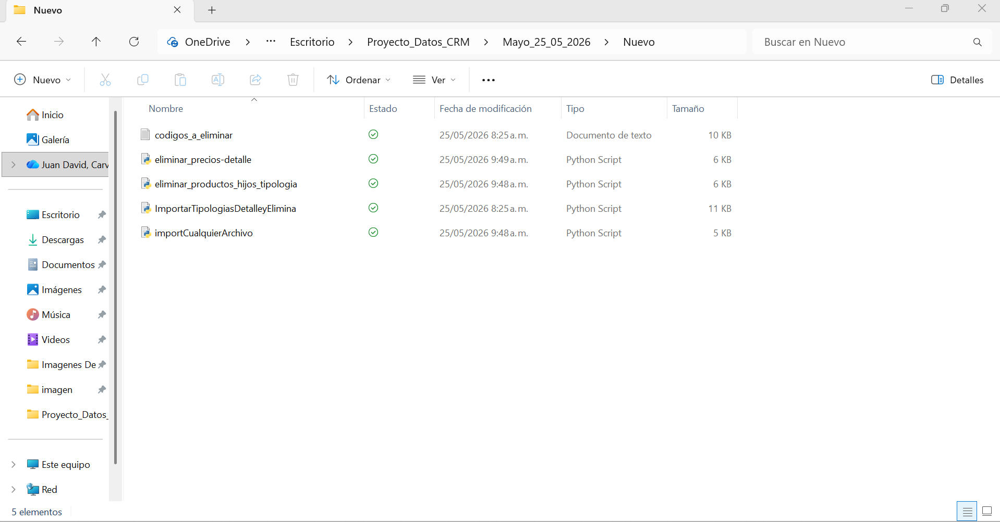 Nuevo
OneDrive > ··· Escritorio > Proyecto_Datos_CRM > Mayo_25_05_2026 > Nuevo
Buscar en Nuevo
Nuevo
Ordenar
Ver
Detalles
Inicio
Galería
Juan David, Carv
Escritorio
Descargas
Documentos
Imágenes
Música
Videos
Imagenes De
imagen
Proyecto_Datos_
Este equipo
Red
Nombre Estado Fecha de modificación Tipo Tamaño
codigos_a_eliminar 25/05/2026 8:25 a. m. Documento de texto 10 KB
eliminar_precios-detalle 25/05/2026 9:49 a. m. Python Script 6 KB
eliminar_productos_hijos_tipologia 25/05/2026 9:48 a. m. Python Script 6 KB
ImportarTipologiasDetalleyElimina 25/05/2026 8:25 a. m. Python Script 11 KB
importCualquierArchivo 25/05/2026 9:48 a. m. Python Script 5 KB
5 elementos